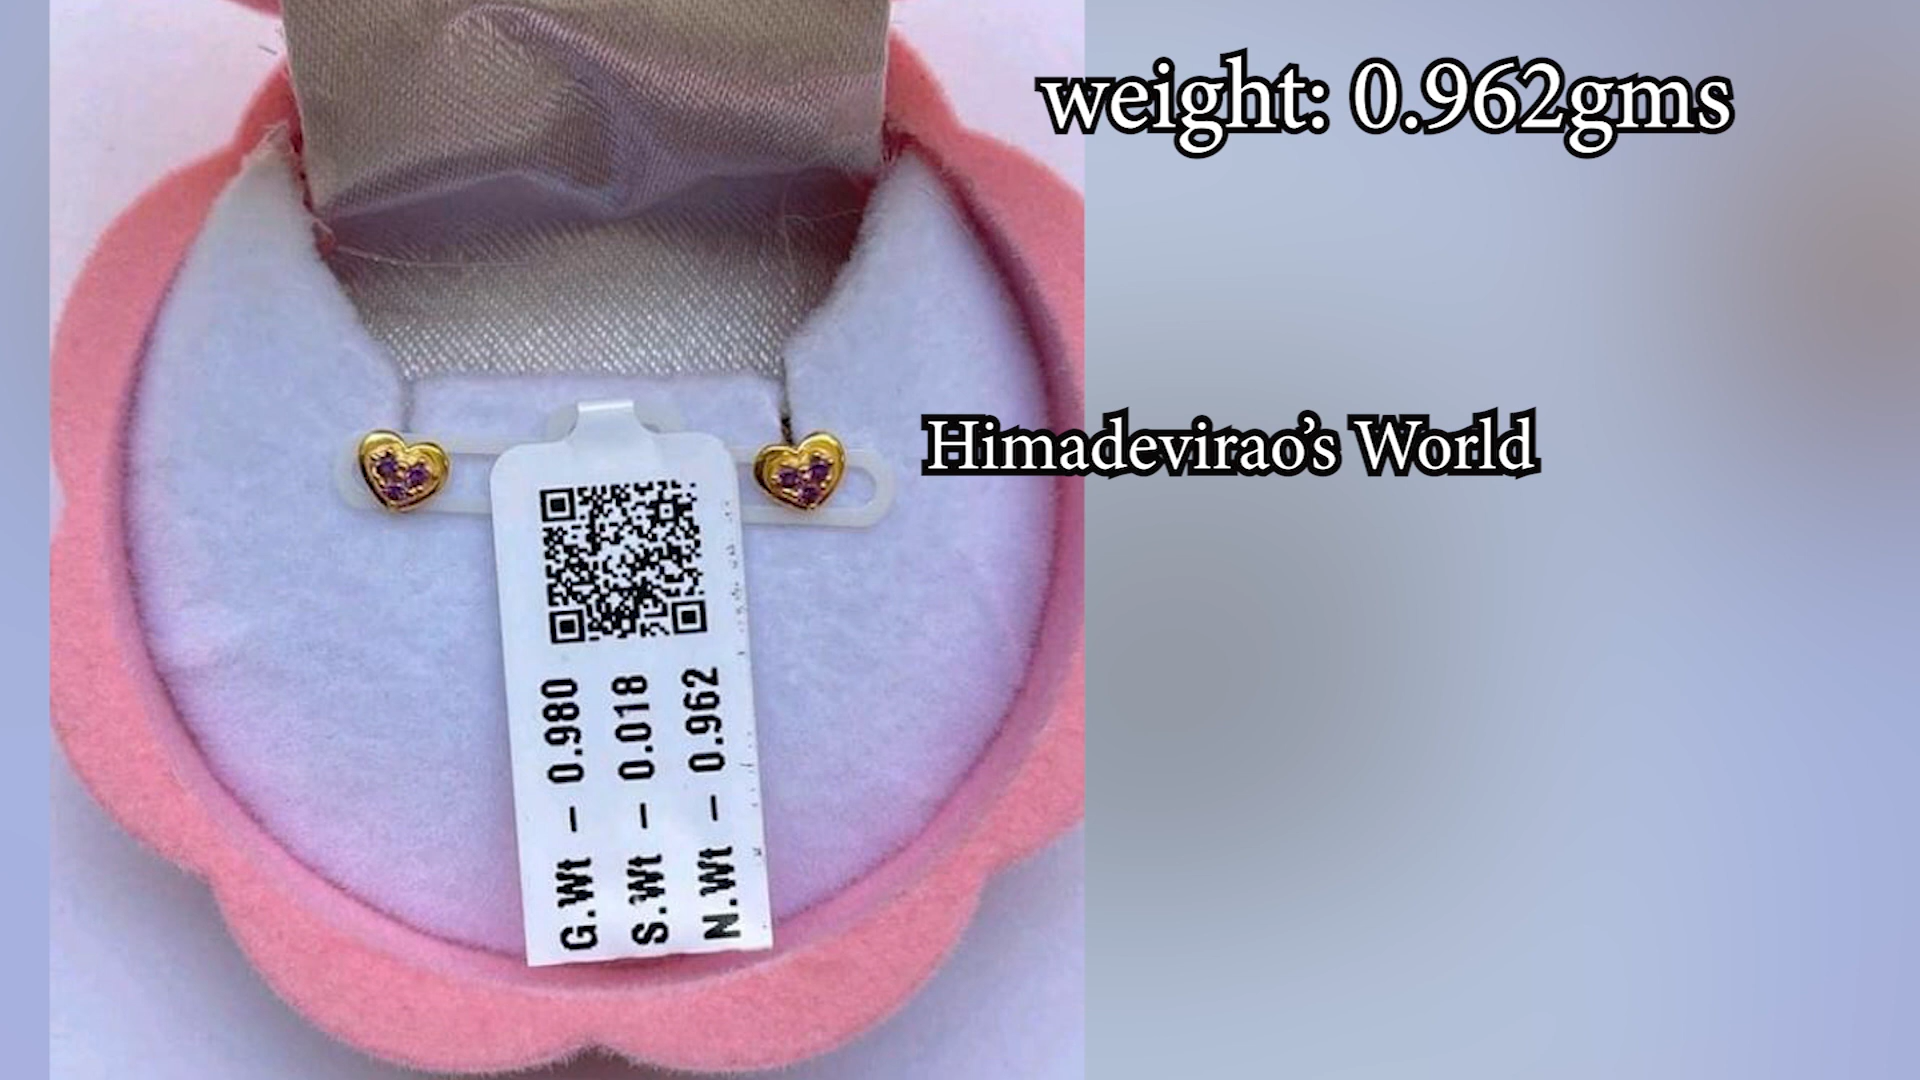 weight: 0.962gms
Himadevirao's World
G.Wt - 0.980
S.Wt - 0.018
N.Wt - 0.962